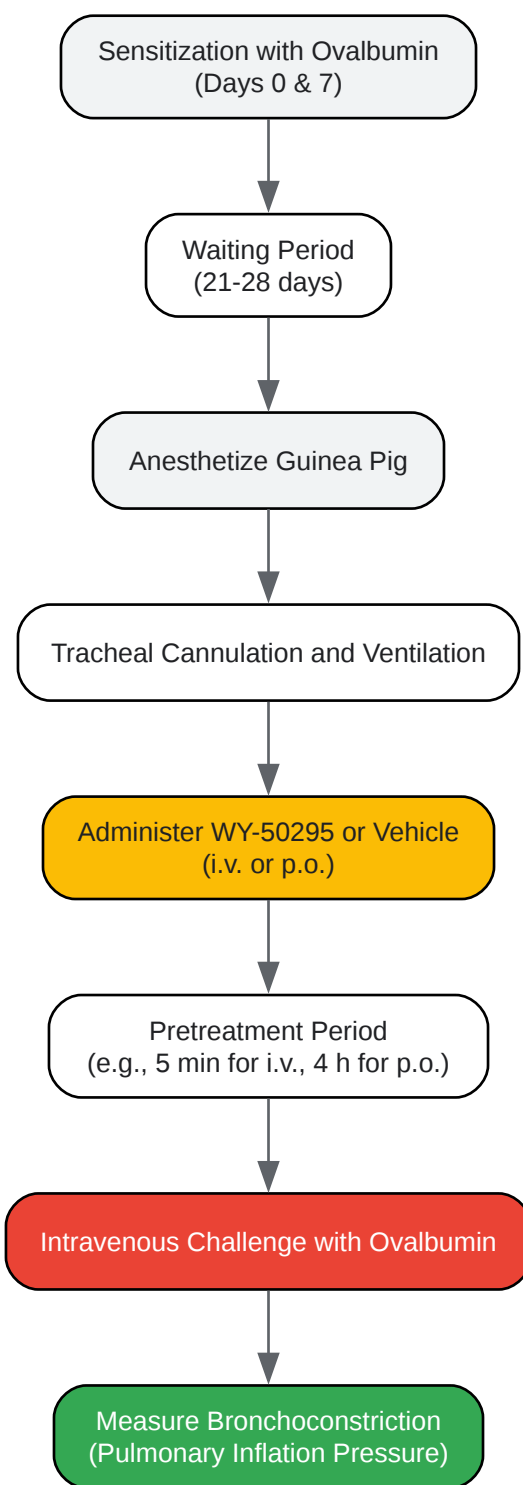 Sensitization with Ovalbumin
(Days 0 & 7)
Waiting Period
(21-28 days)
Anesthetize Guinea Pig
Tracheal Cannulation and Ventilation
Administer WY-50295 or Vehicle
(i.v. or p.o.)
Pretreatment Period
(e.g., 5 min for i.v., 4 h for p.o.)
Intravenous Challenge with Ovalbumin
Measure Bronchoconstriction
(Pulmonary Inflation Pressure)